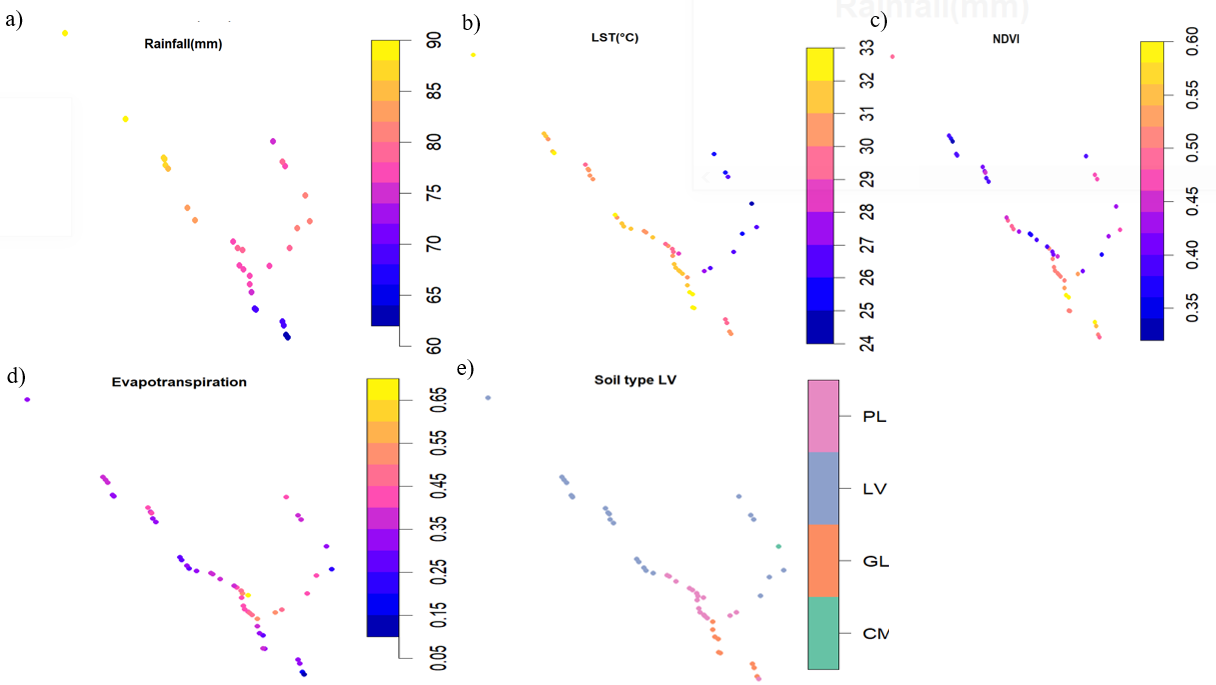 Rainfall(mm)
a)
b)
c)
Rainfall(mm)
LST(°C)
NDVI
90
85
80
75
70
65
60
33
32
31
30
29
28
27
26
25
24
0.60
0.55
0.50
0.45
0.40
0.35
d)
e)
Evapotranspiration
Soil type LV
0.65
0.55
0.45
0.35
0.25
0.15
0.05
PL
LV
GL
CM